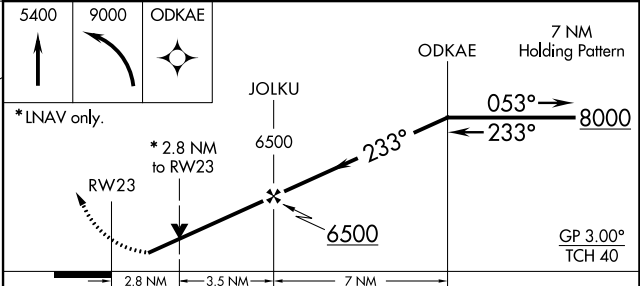 5400 9000 ODKAE
7 NM
Holding Pattern
ODKAE
JOLKU
* LNAV only.
053°
8000
233°
6500
* 2.8 NM
to RW23
233°
RW23
6500
GP 3.00°
TCH 40
2.8 NM 3.5 NM 7 NM